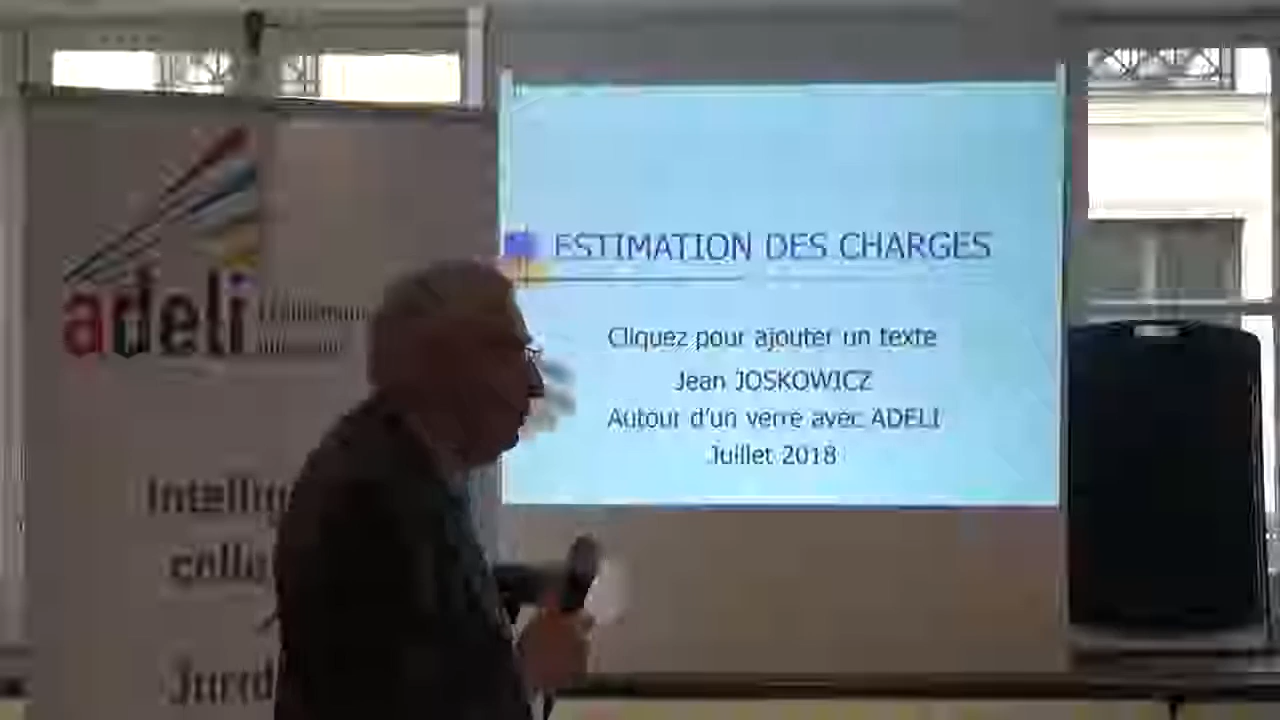 adeli
ESTIMATION DES CHARGES
Cliquez pour ajouter un texte
Jean JOSKOWICZ
Autour d'un verre avec ADELI
Juillet 2018